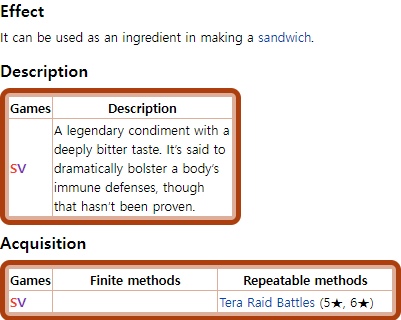 Effect
It can be used as an ingredient in making a sandwich.
Description
Games Description
A legendary condiment with a
deeply bitter taste. It's said to
SV dramatically bolster a body's
immune defenses, though
that hasn't been proven.
Acquisition
Games Finite methods Repeatable methods
SV Tera Raid Battles (5★, 6★)